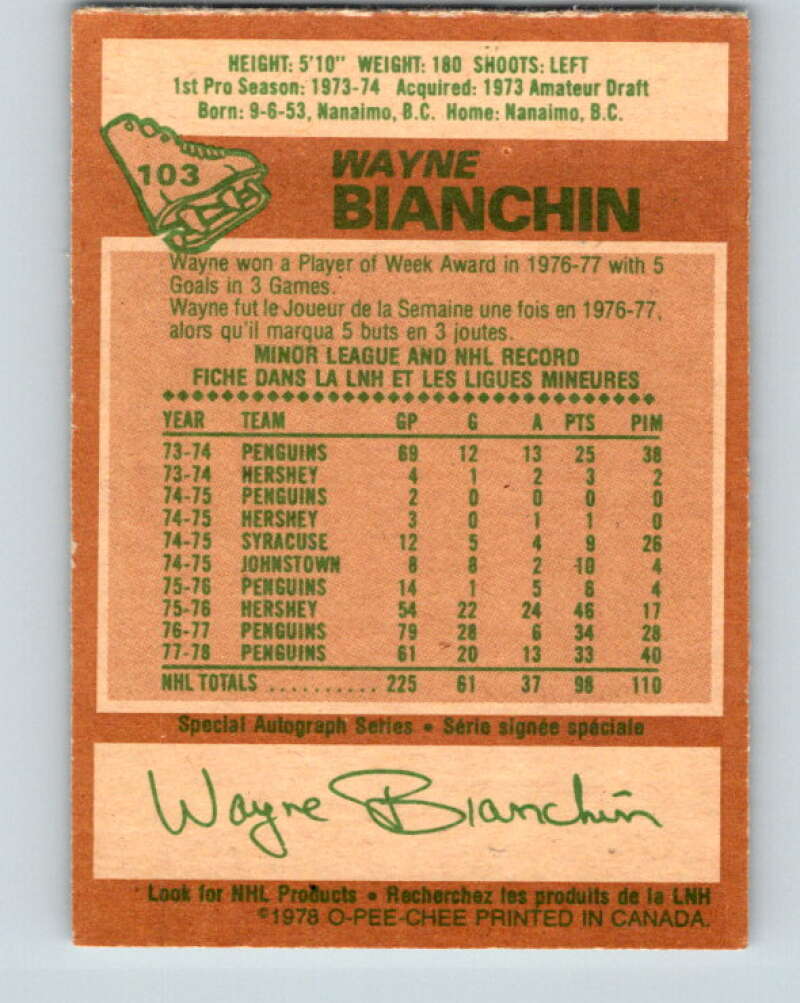 HEIGHT: 5'10" WEIGHT: 180 SHOOTS: LEFT
1st Pro Season: 1973-74 Acquired: 1973 Amateur Draft
Born: 9-6-53, Nanaimo, B.C. Home: Nanaimo, B.C.
103
WAYNE
BIANCHIN
Wayne won a Player of Week Award in 1976-77 with 5
Goals in 3 Games.
Wayne fut le Joueur de la Semaine une fois en 1976-77,
alors qu'il marqua 5 buts en 3 joutes.
MINOR LEAGUE AND NHL RECORD
FICHE DANS LA LNH ET LES LIGUES MINEURES
YEAR TEAM GP G A PTS PIM
73-74 PENGUINS 69 12 13 25 38
73-74 HERSHEY 4 1 2 3 2
74-75 PENGUINS 2 0 0 0 0
74-75 HERSHEY 3 0 1 1 0
74-75 SYRACUSE 12 5 4 9 26
74-75 JOHNSTOWN 8 8 2 10 4
75-76 PENGUINS 14 1 5 6 4
75-76 HERSHEY 54 22 24 46 17
76-77 PENGUINS 79 28 6 34 28
77-78 PENGUINS 61 20 13 33 40
NHL TOTALS .......... 225 61 37 98 110
Special Autograph Series • Série signée spéciale
Wayne Bianchin
Look for NHL Products • Recherchez les produits de la LNH
©1978 O-PEE-CHEE PRINTED IN CANADA.